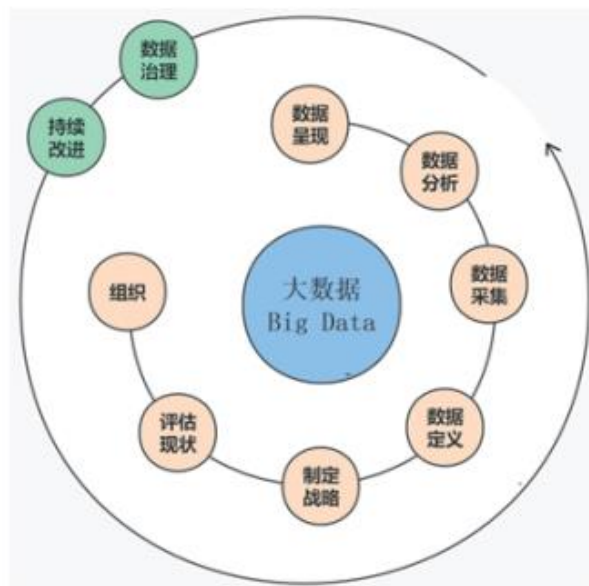 数据
治理
持续
改进
数据
呈现
数据
分析
数据
采集
组织
大数据
Big Data
评估
现状
数据
定义
制定
战略